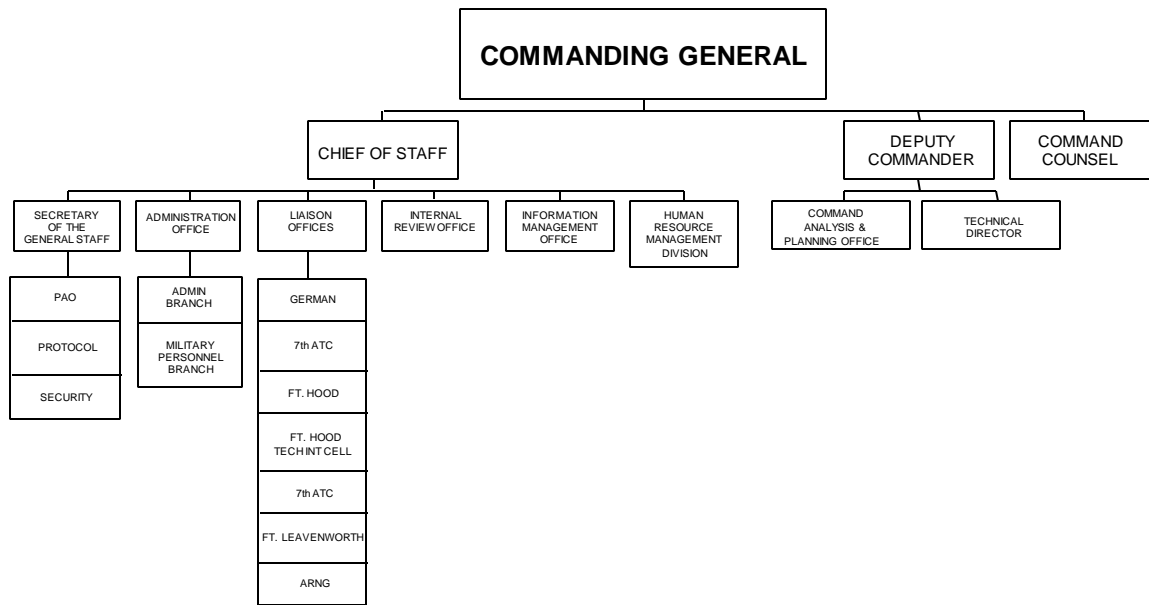 COMMANDING GENERAL
CHIEF OF STAFF
DEPUTY
COMMANDER
COMMAND
COUNSEL
SECRETARY
OF THE
GENERAL STAFF
ADMINISTRATION
OFFICE
LIAISON
OFFICES
INTERNAL
REVIEW OFFICE
INFORMATION
MANAGEMENT
OFFICE
HUMAN
RESOURCE
MANAGEMENT
DIVISION
COMMAND
ANALYSIS &
PLANNING OFFICE
TECHNICAL
DIRECTOR
PAO
PROTOCOL
SECURITY
ADMIN
BRANCH
MILITARY
PERSONNEL
BRANCH
GERMAN
7th ATC
FT. HOOD
FT. HOOD
TECH INT CELL
7th ATC
FT. LEAVENWORTH
ARNG